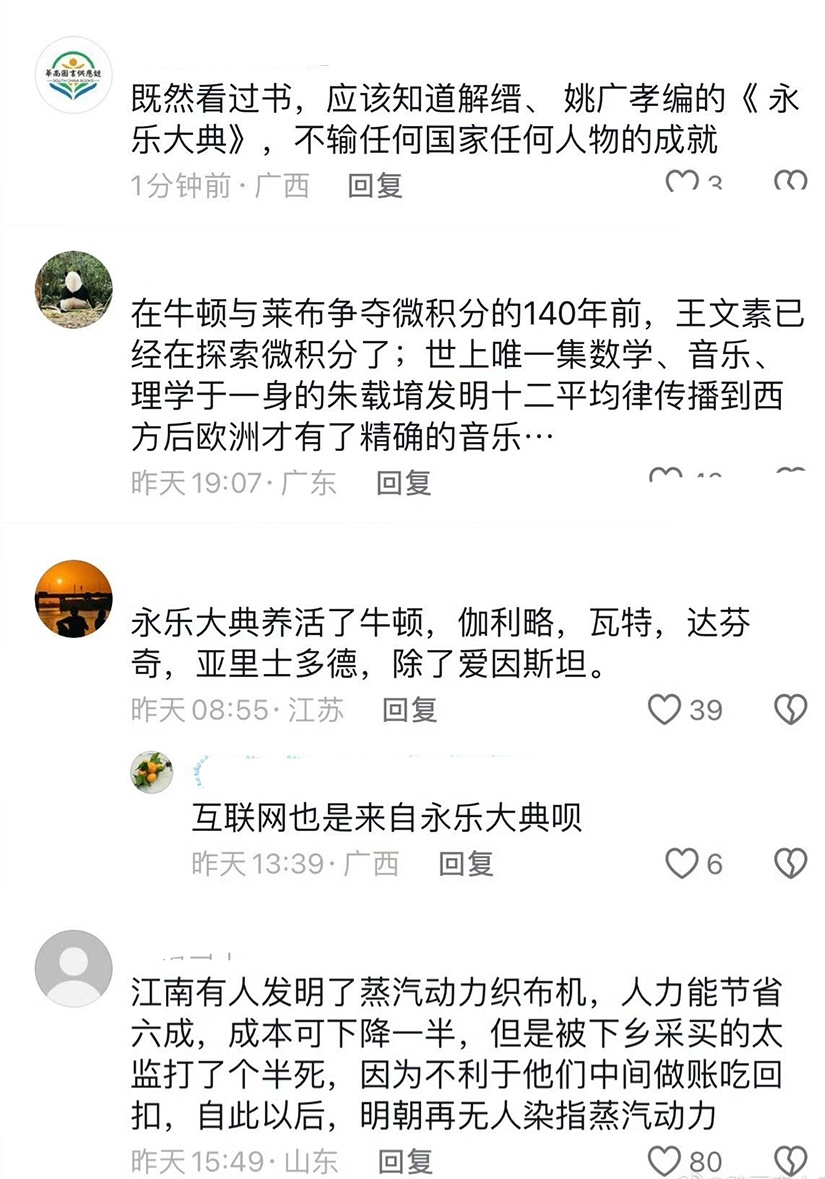 華南圖書供應鏈
SOUTH CHINA BOOKS
既然看过书，应该知道解缙、姚广孝编的《 永
乐大典》，不输任何国家任何人物的成就
1分钟前·广西 回复 3
在牛顿与莱布争夺微积分的140年前，王文素已
经在探索微积分了；世上唯一集数学、音乐、
理学于一身的朱载堉发明十二平均律传播到西
方后欧洲才有了精确的音乐…
昨天19:07·广东 回复
永乐大典养活了牛顿，伽利略，瓦特，达芬
奇，亚里士多德，除了爱因斯坦。
昨天08:55·江苏 回复 39
互联网也是来自永乐大典呗
昨天13:39·广西 回复 6
江南有人发明了蒸汽动力织布机，人力能节省
六成，成本可下降一半，但是被下乡采买的太
监打了个半死，因为不利于他们中间做账吃回
扣，自此以后，明朝再无人染指蒸汽动力
昨天15:49·山东 回复 80